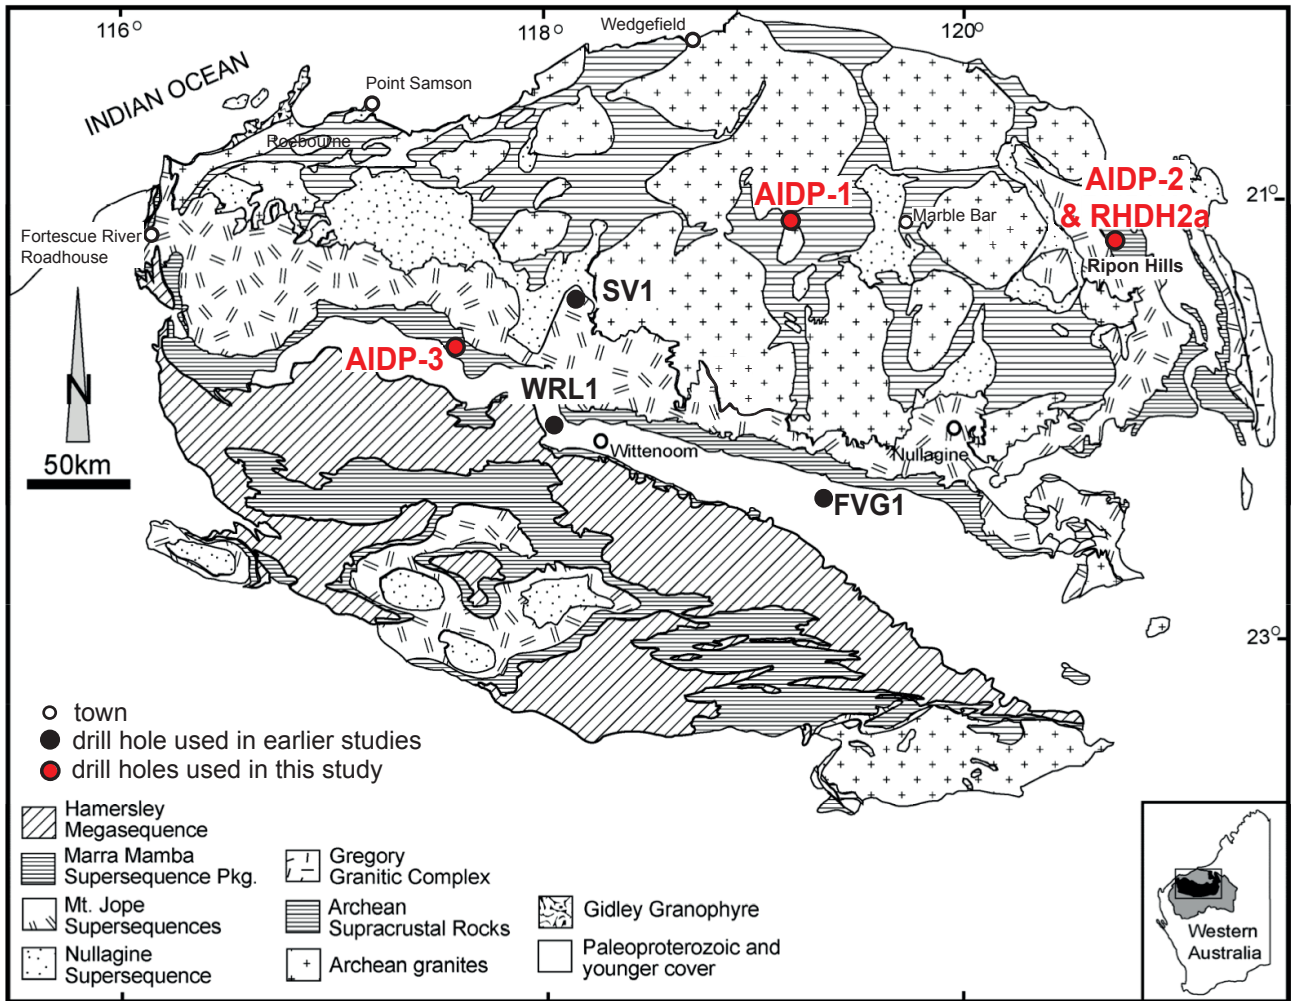 116°
118°
120°
Wedgefield
INDIAN OCEAN
Point Samson
Roebourne
AIDP-1
AIDP-2
& RHDH2a
21°
Marble Bar
Fortescue River
Roadhouse
Ripon Hills
SV1
AIDP-3
N
WRL1
50km
Wittenoom
Nullagine
FVG1
23°
town
drill hole used in earlier studies
drill holes used in this study
Hamersley
Megasequence
Marra Mamba
Supersequence Pkg.
Mt. Jope
Supersequences
Nullagine
Supersequence
Gregory
Granitic Complex
Archean
Supracrustal Rocks
Archean granites
Gidley Granophyre
Paleoproterozoic and
younger cover
Western
Australia